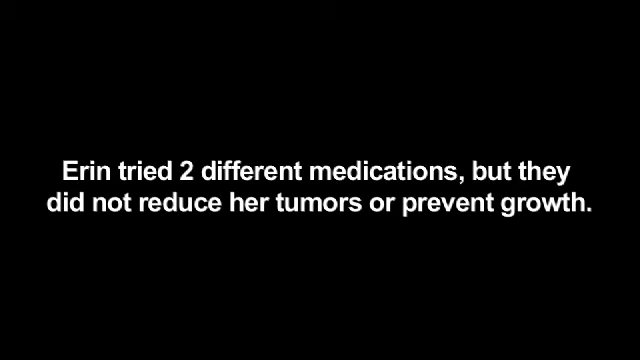 Erin tried 2 different medications, but they
did not reduce her tumors or prevent growth.